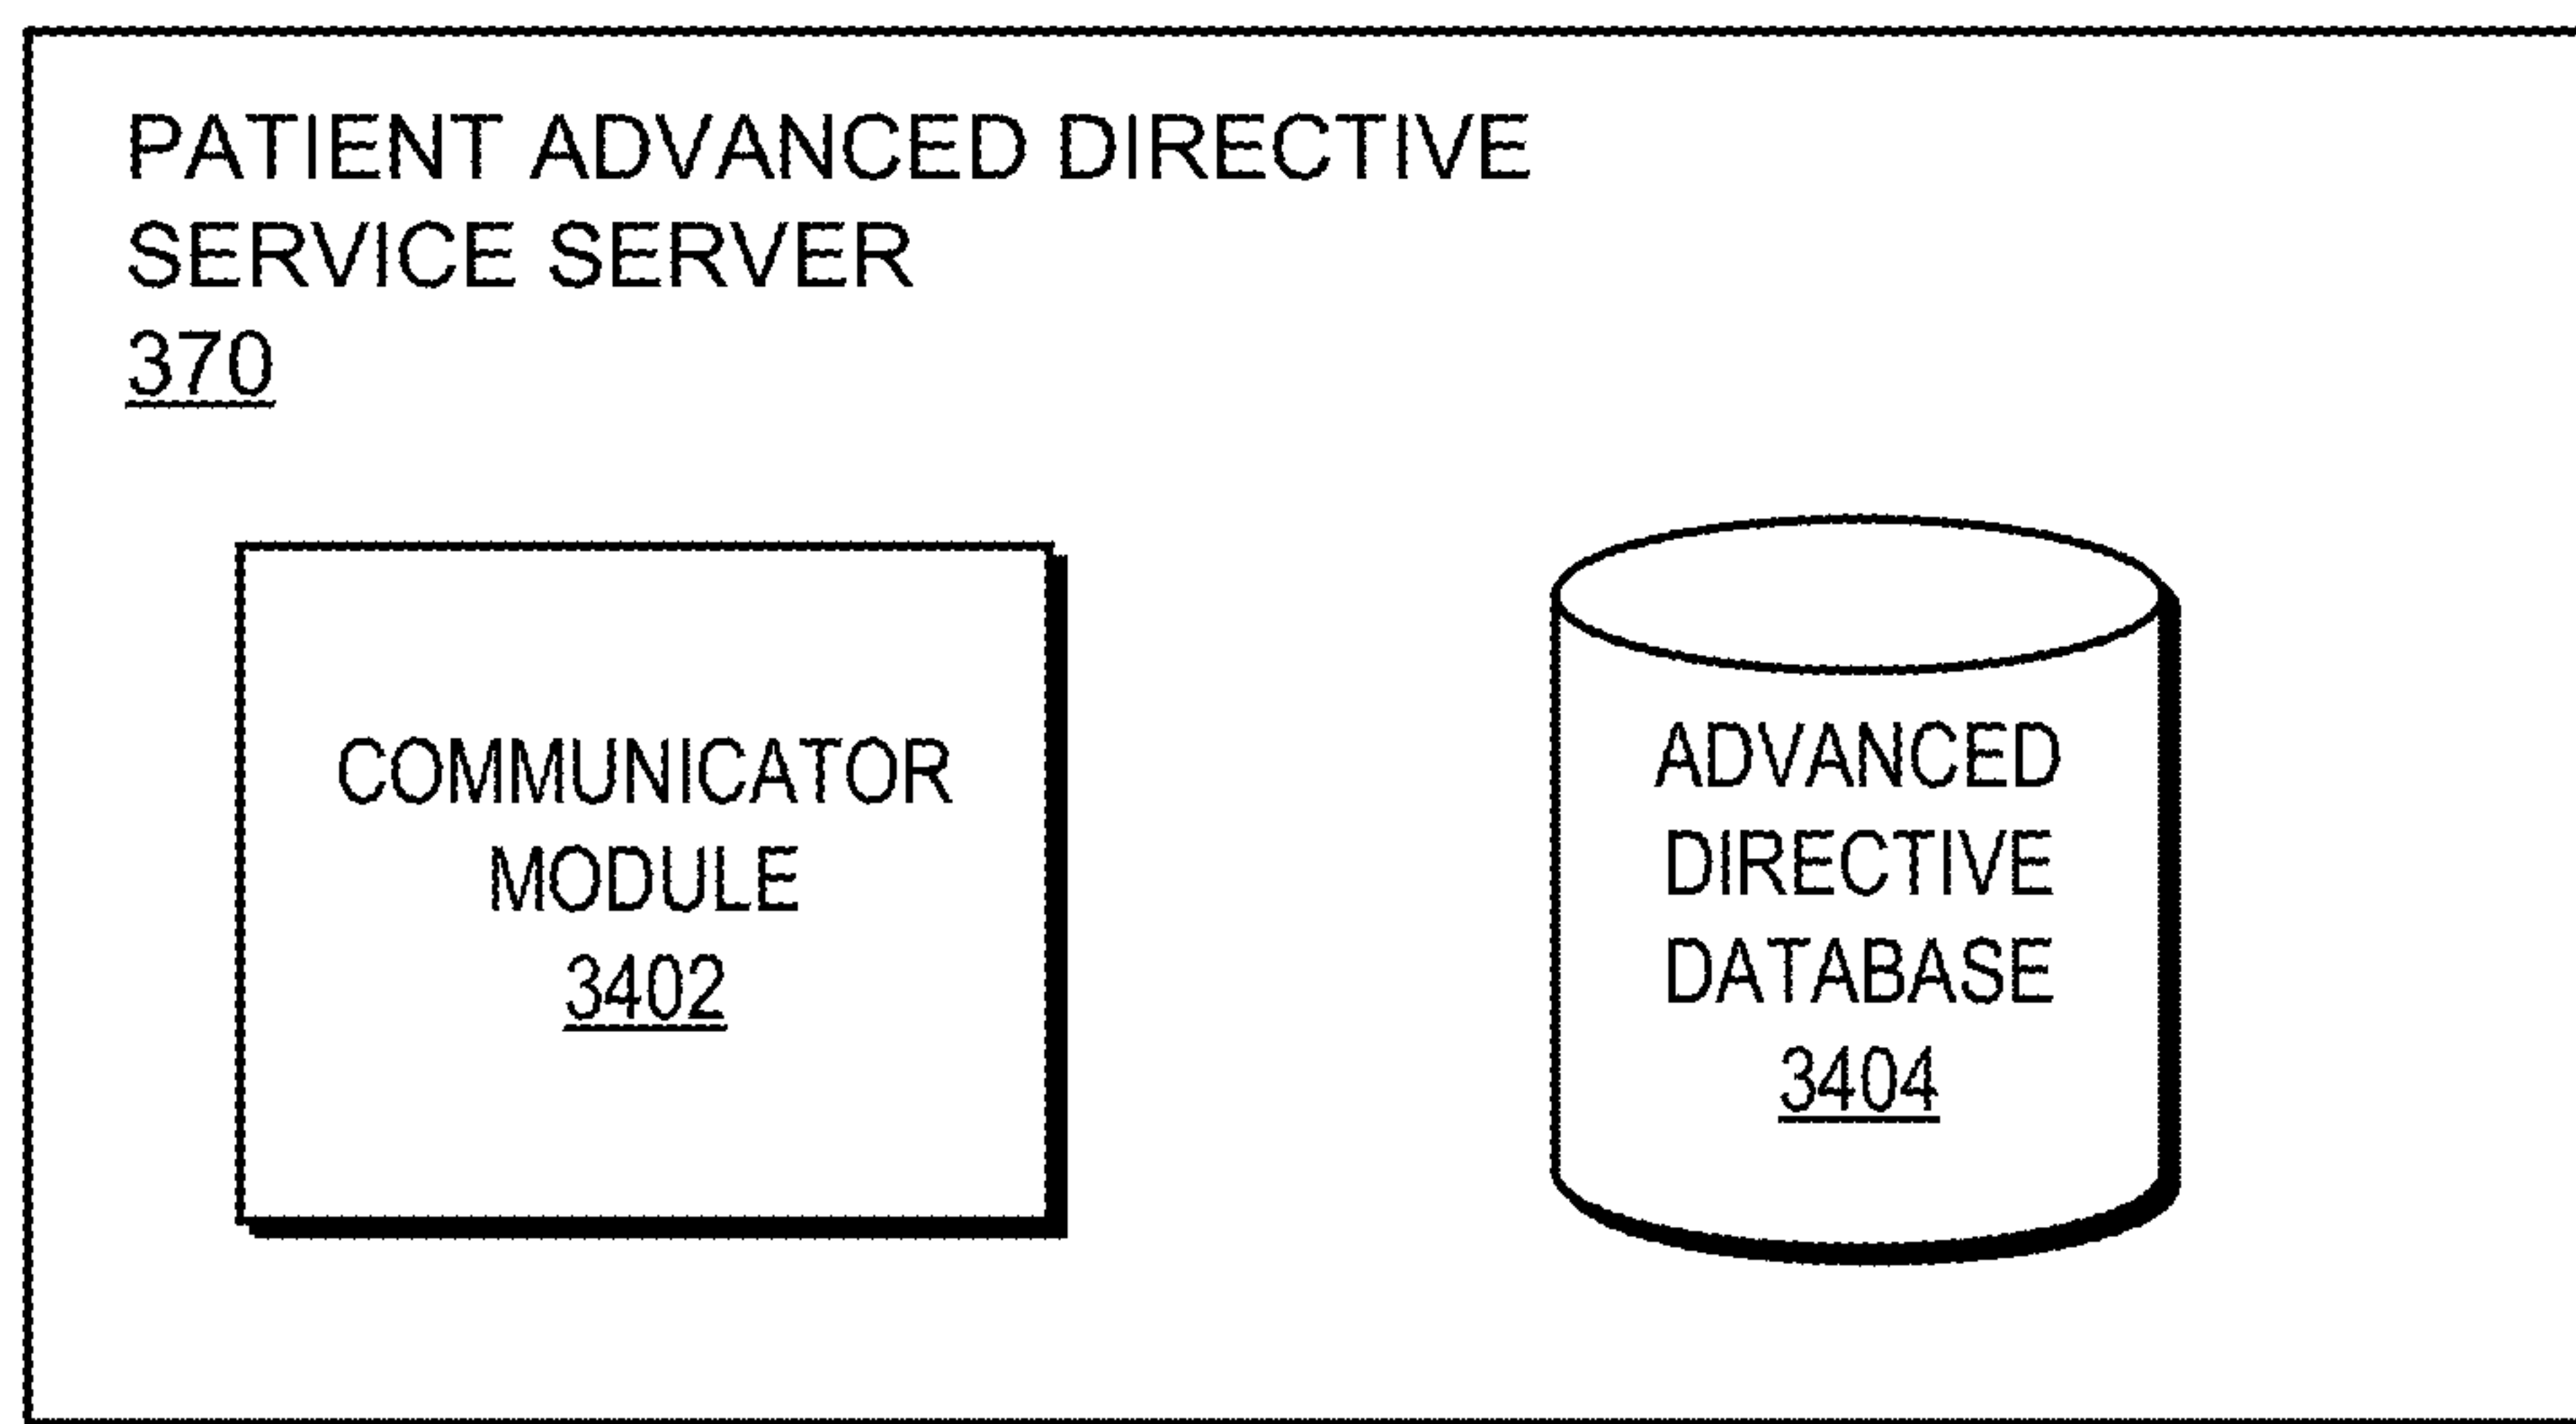 PATIENT ADVANCED DIRECTIVE
SERVICE SERVER
370
COMMUNICATOR
MODULE
3402
ADVANCED
DIRECTIVE
DATABASE
3404